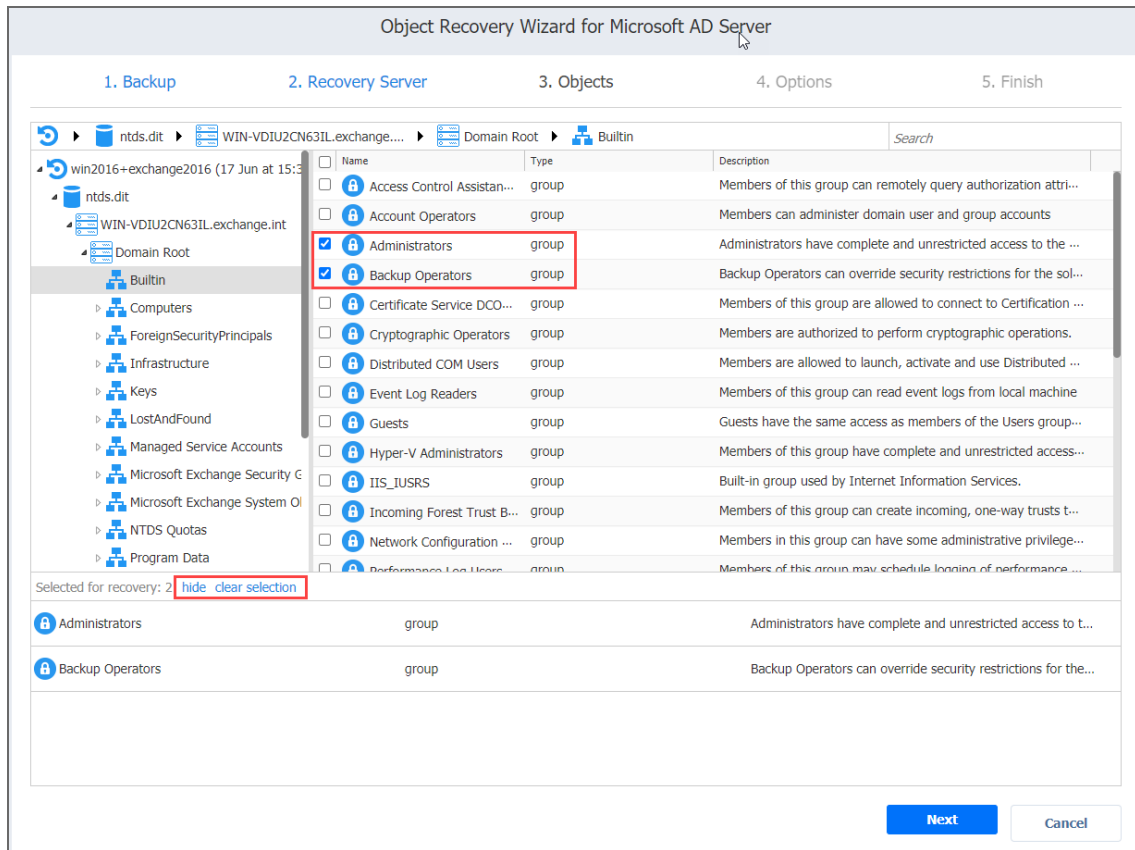 Object Recovery Wizard for Microsoft AD Server
1. Backup 2. Recovery Server 3. Objects 4. Options 5. Finish
ntds.dit WIN-VDIU2CN63IL.exchange.... Domain Root Builtin Search
win2016+exchange2016 (17 Jun at 15:3
ntds.dit
WIN-VDIU2CN63IL.exchange.int
Domain Root
Builtin
Computers
ForeignSecurityPrincipals
Infrastructure
Keys
LostAndFound
Managed Service Accounts
Microsoft Exchange Security G
Microsoft Exchange System Ol
NTDS Quotas
Program Data
Name Type Description
Access Control Assistan... group Members of this group can remotely query authorization attri...
Account Operators group Members can administer domain user and group accounts
Administrators group Administrators have complete and unrestricted access to the ...
Backup Operators group Backup Operators can override security restrictions for the sol...
Certificate Service DCO... group Members of this group are allowed to connect to Certification ...
Cryptographic Operators group Members are authorized to perform cryptographic operations.
Distributed COM Users group Members are allowed to launch, activate and use Distributed ...
Event Log Readers group Members of this group can read event logs from local machine
Guests group Guests have the same access as members of the Users group...
Hyper-V Administrators group Members of this group have complete and unrestricted access...
IIS_IUSRS group Built-in group used by Internet Information Services.
Incoming Forest Trust B... group Members of this group can create incoming, one-way trusts t...
Network Configuration ... group Members in this group can have some administrative privilege...
Performance Log Users group Members of this group may schedule logging of performance ...
Selected for recovery: 2 hide clear selection
Administrators group Administrators have complete and unrestricted access to t...
Backup Operators group Backup Operators can override security restrictions for the...
Next Cancel